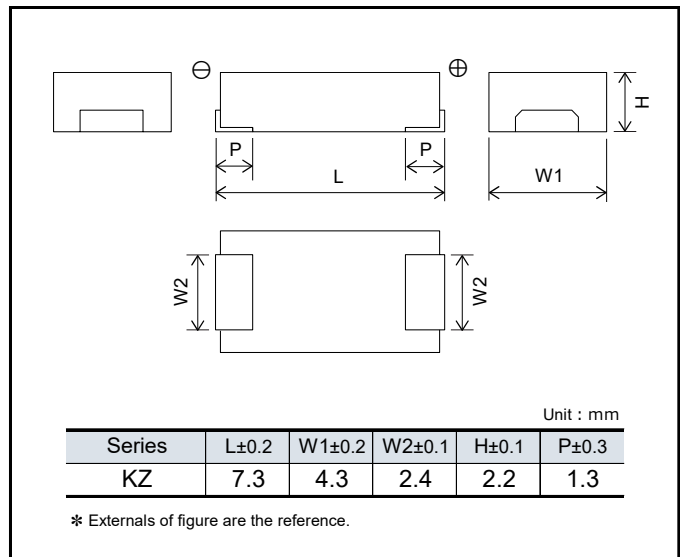 ⊖ ⊕
P P
L
H
W1
W2 W2
Unit : mm
Series L±0.2 W1±0.2 W2±0.1 H±0.1 P±0.3
KZ 7.3 4.3 2.4 2.2 1.3
✻ Externals of figure are the reference.